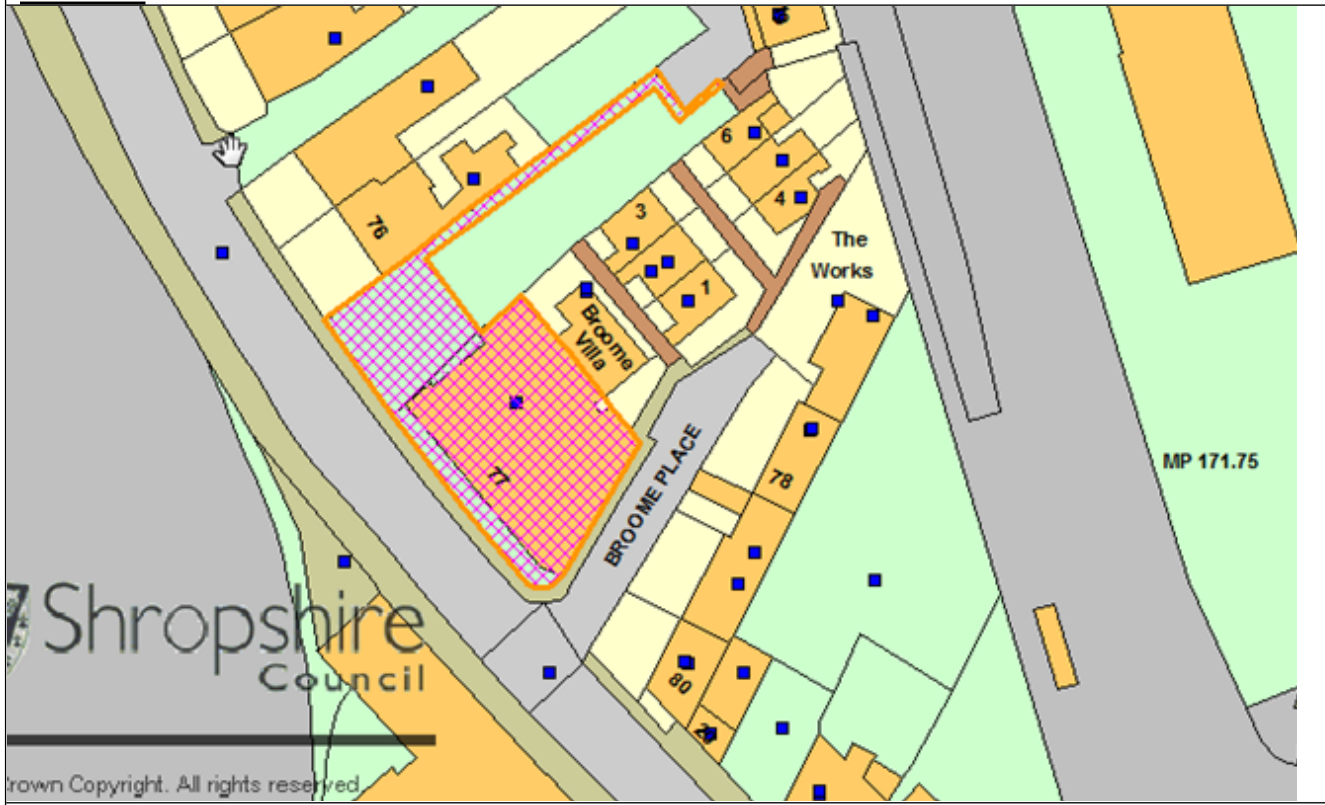 6
3
4
76
The
Works
1
Broome
Villa
MP 171.75
BROOME PLACE
77
78
Shropshire
Council
80
rown Copyright. All rights reserved